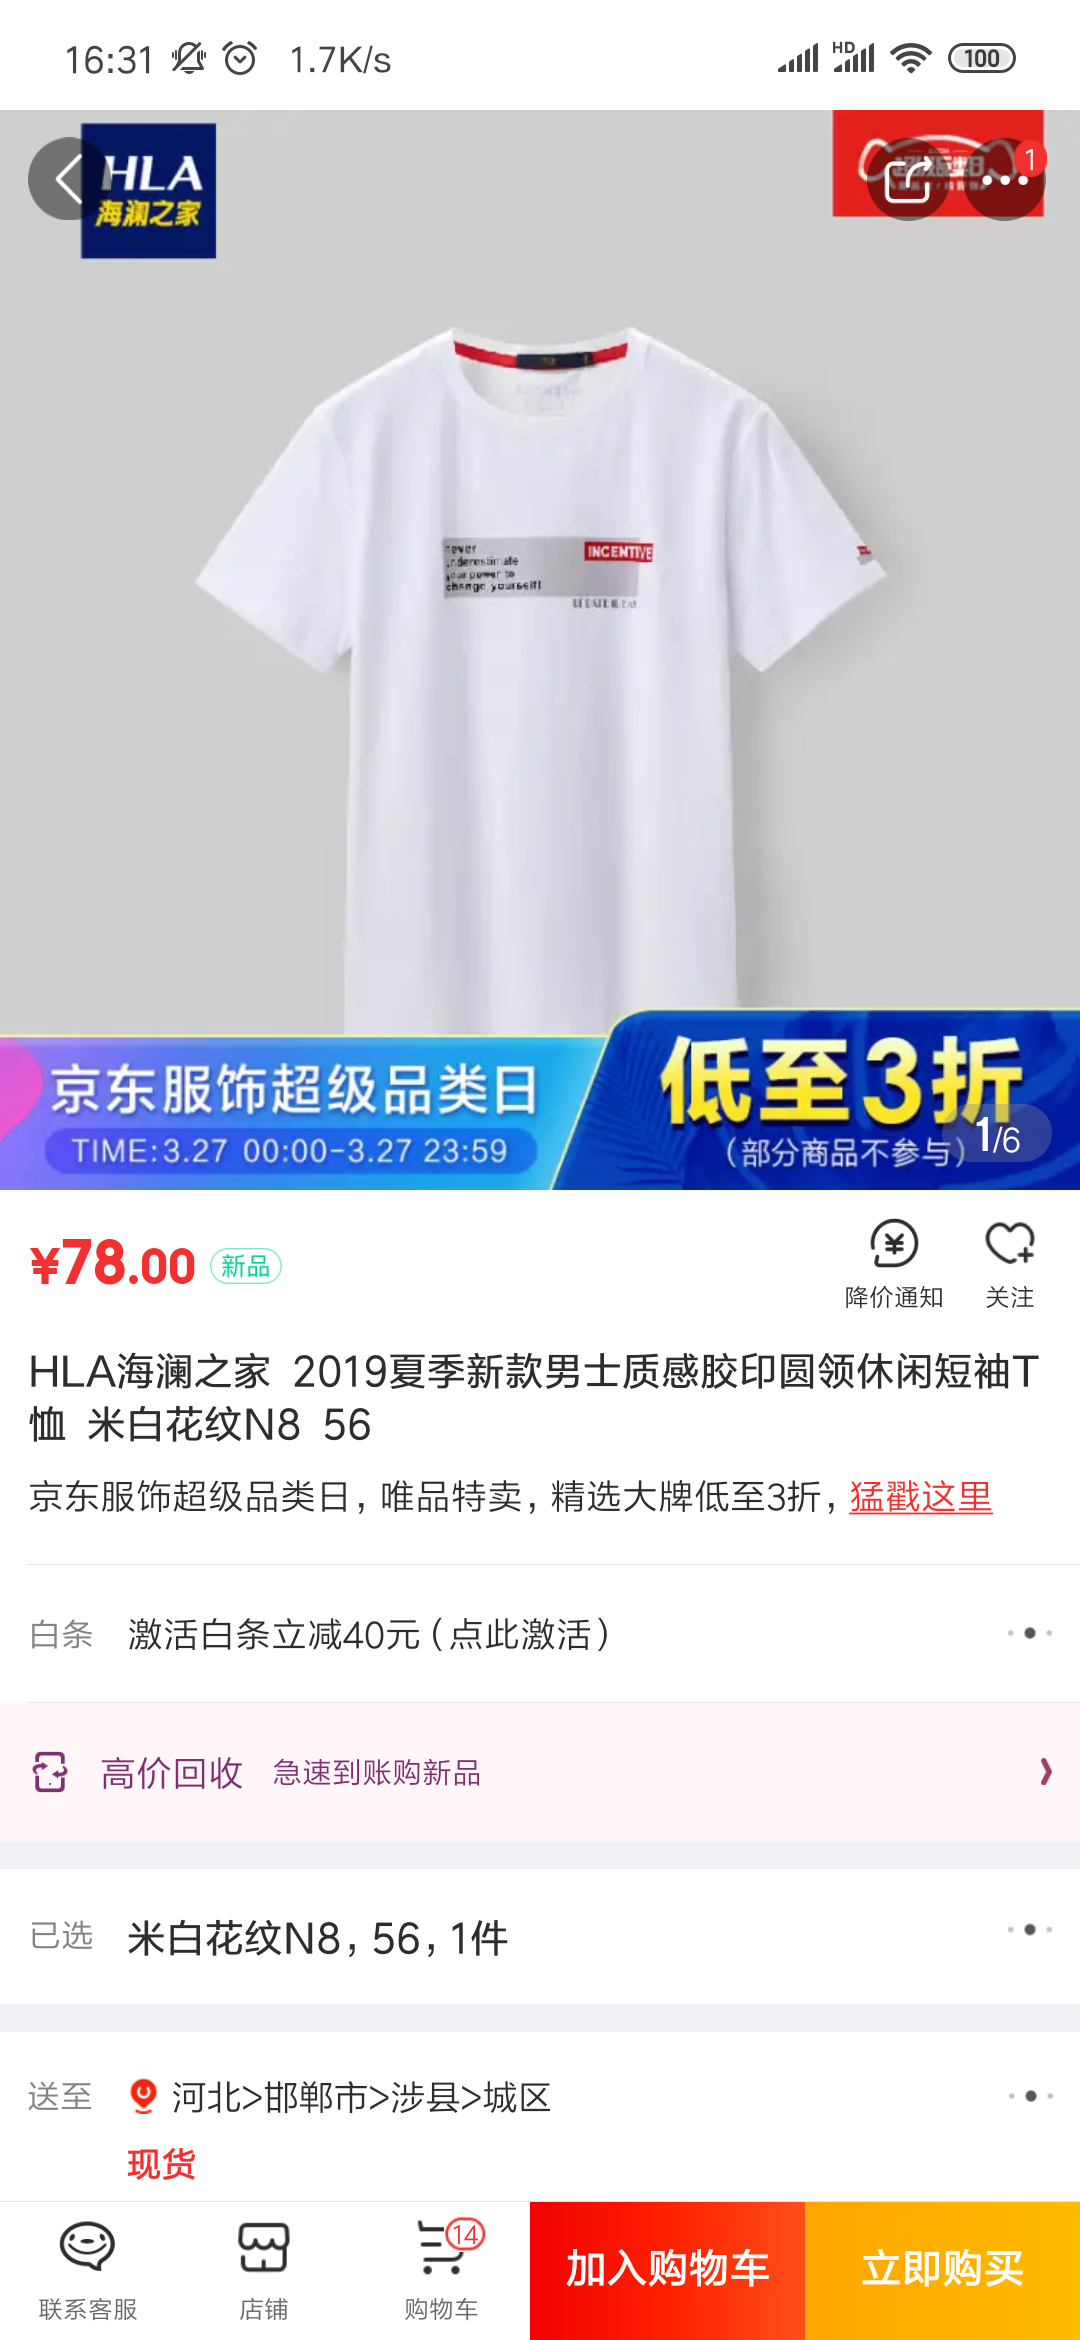 16:31
1.7K/s
HD
100
HLA
海澜之家
1
never
underestimate
your power to
change yourself!
INCENTIVE
京东服饰超级品类日
TIME:3.27 00:00-3.27 23:59
低至3折
(部分商品不参与)
1/6
¥78.00
新品
降价通知
关注
HLA海澜之家 2019夏季新款男士质感胶印圆领休闲短袖T
恤 米白花纹N8 56
京东服饰超级品类日，唯品特卖，精选大牌低至3折，猛戳这里
白条
激活白条立减40元（点此激活）
高价回收
急速到账购新品
已选
米白花纹N8，56，1件
送至
河北>邯郸市>涉县>城区
现货
联系客服
店铺
14
购物车
加入购物车
立即购买